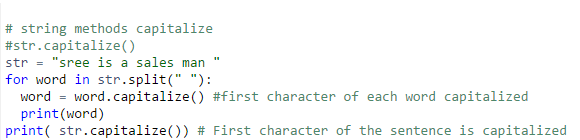 # string methods capitalize
#str.capitalize()
str = "sree is a sales man "
for word in str.split(" "):
  word = word.capitalize() #first character of each word capitalized
  print(word)
print( str.capitalize()) # First character of the sentence is capitalized